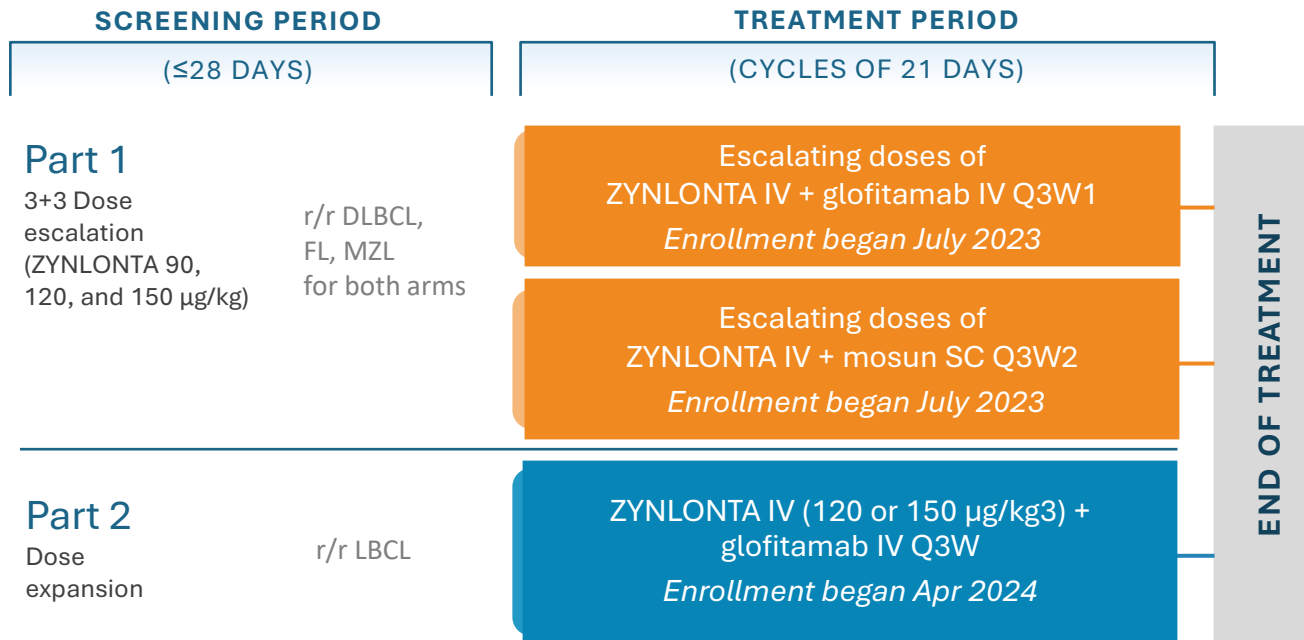 SCREENING PERIOD
(≤28 DAYS)
TREATMENT PERIOD
(CYCLES OF 21 DAYS)
Part 1
3+3 Dose
escalation
(ZYNLONTA 90,
120, and 150 µg/kg)
r/r DLBCL,
FL, MZL
for both arms
Escalating doses of
ZYNLONTA IV + glofitamab IV Q3W1
Enrollment began July 2023
Escalating doses of
ZYNLONTA IV + mosun SC Q3W2
Enrollment began July 2023
Part 2
Dose
expansion
r/r LBCL
ZYNLONTA IV (120 or 150 µg/kg3) +
glofitamab IV Q3W
Enrollment began Apr 2024
END OF TREATMENT